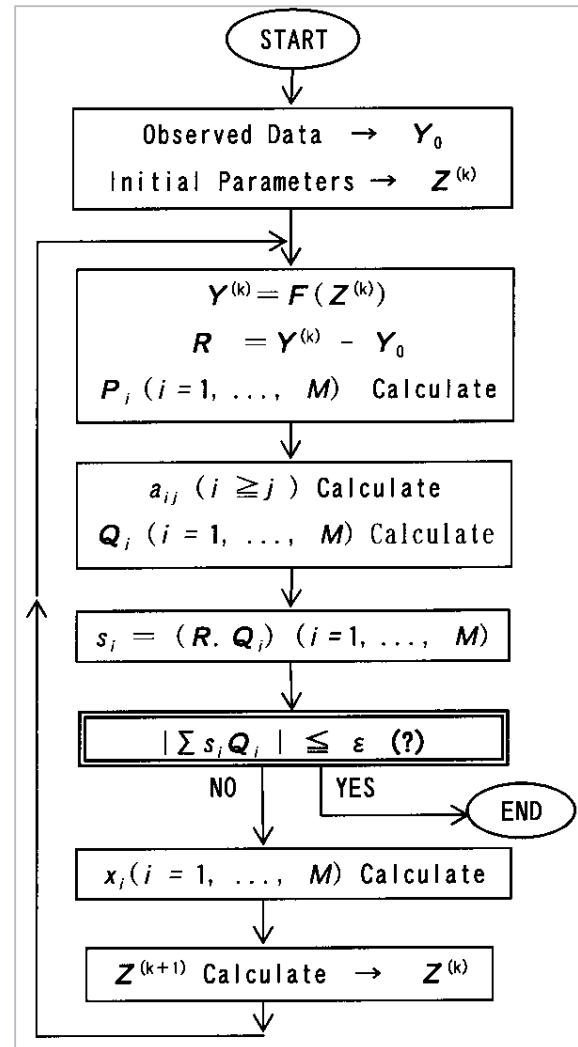 START
Observed Data → Y₀
Initial Parameters → Z⁽ᵏ⁾
Y⁽ᵏ⁾ = F(Z⁽ᵏ⁾)
R = Y⁽ᵏ⁾ - Y₀
Pᵢ (i = 1, ..., M) Calculate
aᵢⱼ (i ≧ j) Calculate
Qᵢ (i = 1, ..., M) Calculate
sᵢ = (R. Qᵢ) (i = 1, ..., M)
|∑ sᵢQᵢ | ≦ ε (?)
NO YES
END
xᵢ(i = 1, ..., M) Calculate
Z⁽ᵏ⁺¹⁾ Calculate → Z⁽ᵏ⁾